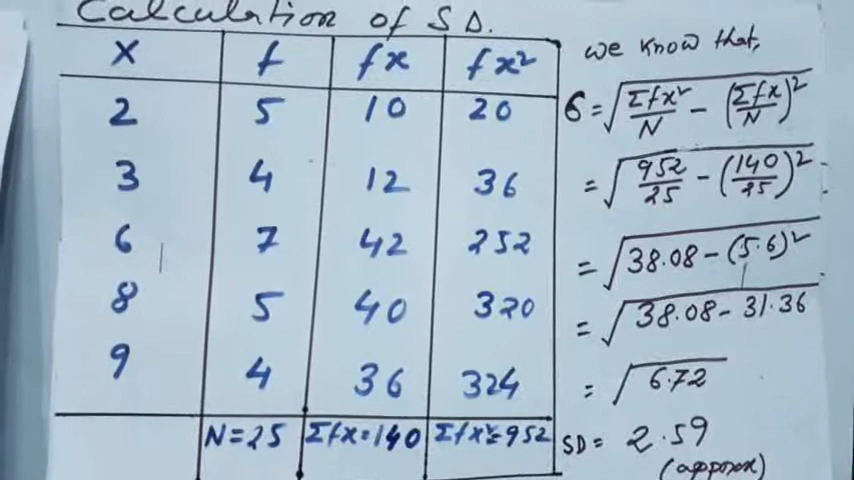 Calculation of SD.
X f fx fx²
2 5 10 20
3 4 12 36
6 7 42 252
8 5 40 320
9 4 36 324
N=25 Σfx=140 Σfx²=952
we know that,
6 = √(Σfx²/N - (Σfx/N)²)
= √(952/25 - (140/25)²)
= √(38.08 - (5.6)²)
= √(38.08 - 31.36)
= √6.72
SD = 2.59
(approx)